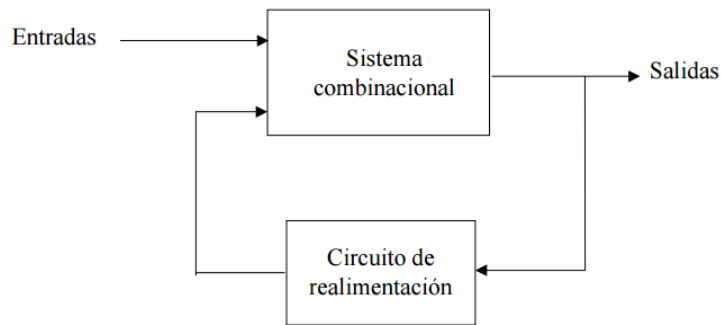 Entradas
Sistema
combinacional
Salidas
Circuito de
realimentación